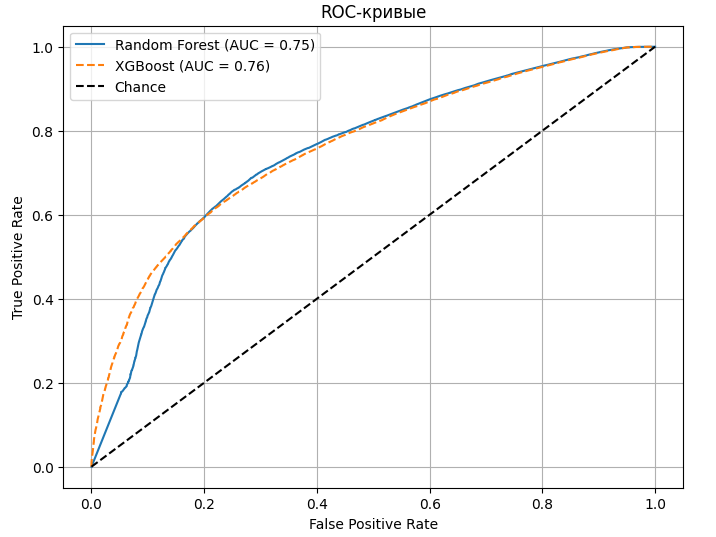 ROC-кривые
Random Forest (AUC = 0.75)
XGBoost (AUC = 0.76)
Chance
True Positive Rate
1.0
0.8
0.6
0.4
0.2
0.0
0.0 0.2 0.4 0.6 0.8 1.0
False Positive Rate